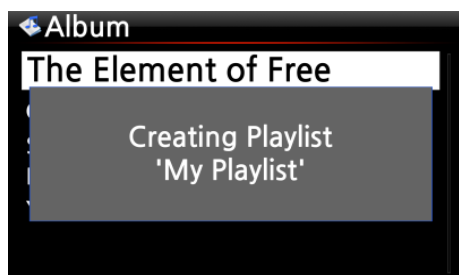 Album
The Element of Free
Creating Playlist
'My Playlist'